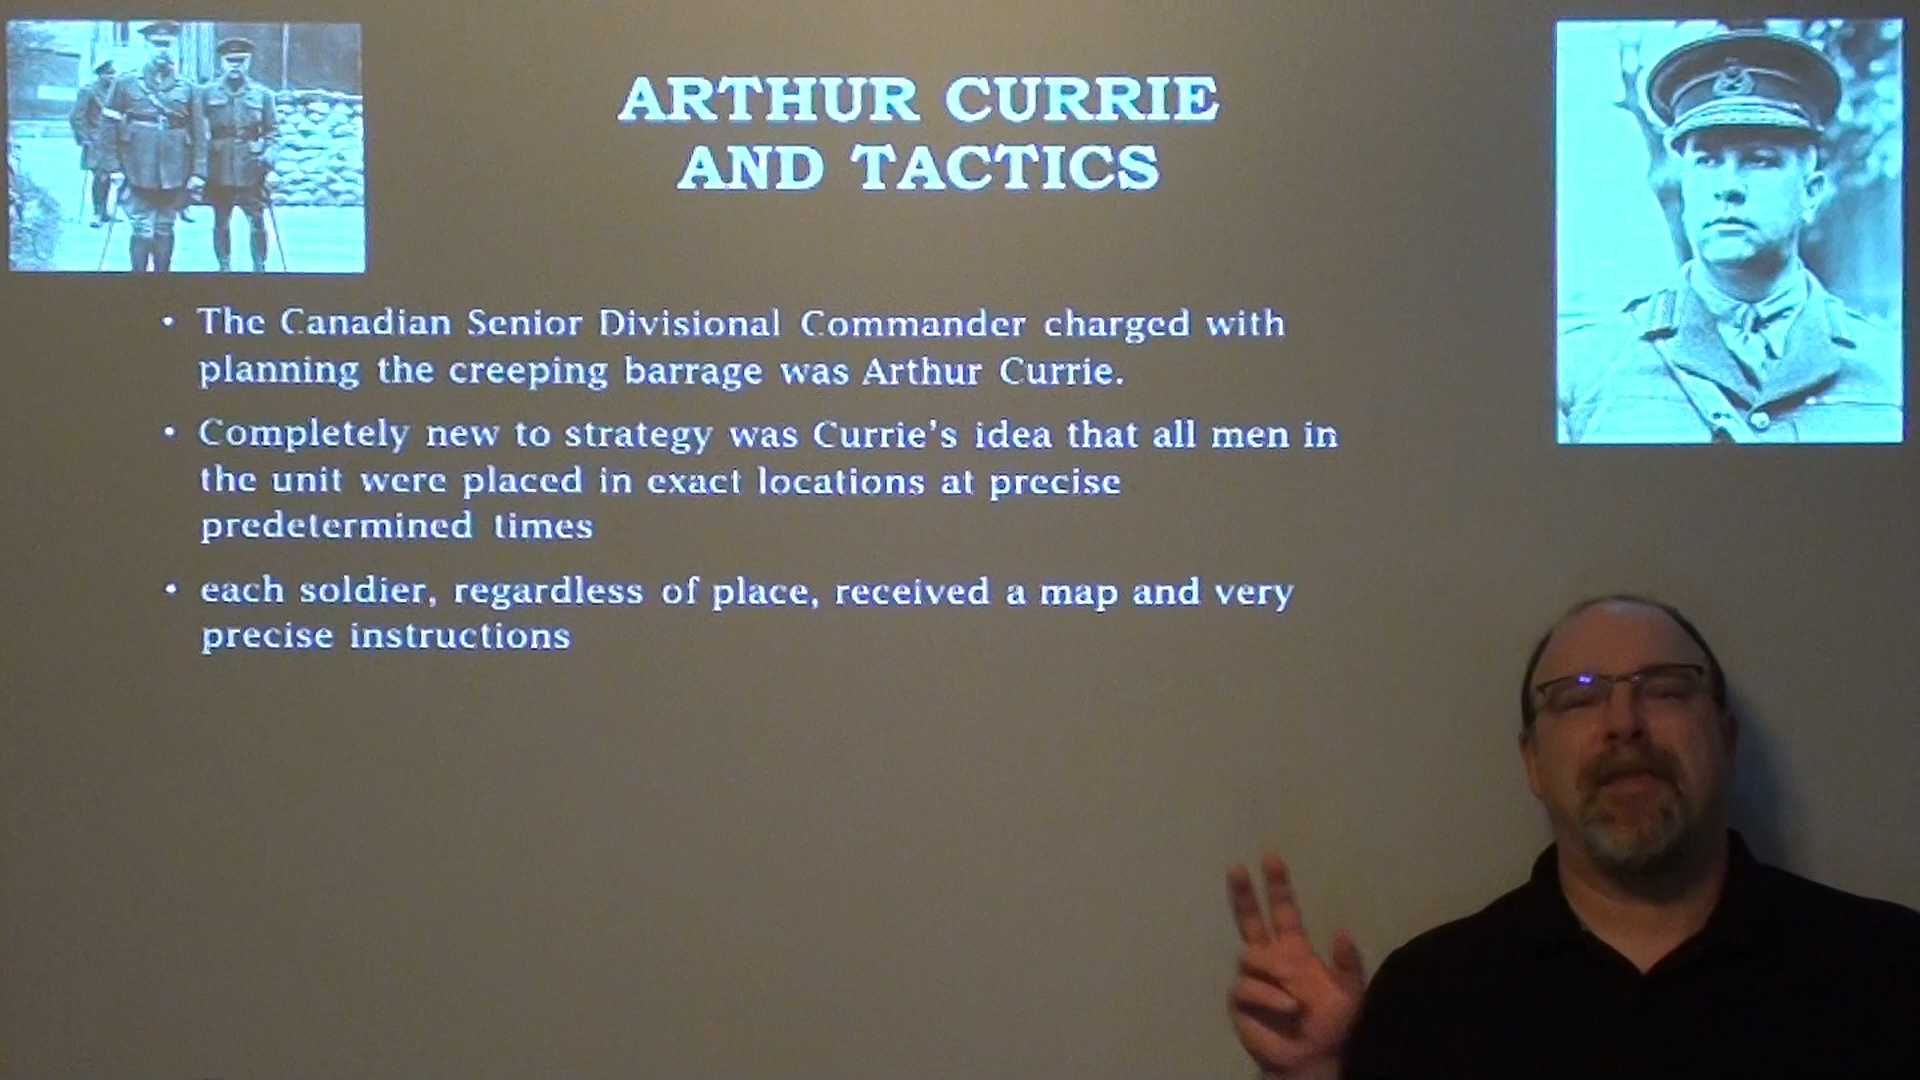 ARTHUR CURRIE
AND TACTICS
• The Canadian Senior Divisional Commander charged with
planning the creeping barrage was Arthur Currie.
• Completely new to strategy was Currie's idea that all men in
the unit were placed in exact locations at precise
predetermined times
• each soldier, regardless of place, received a map and very
precise instructions